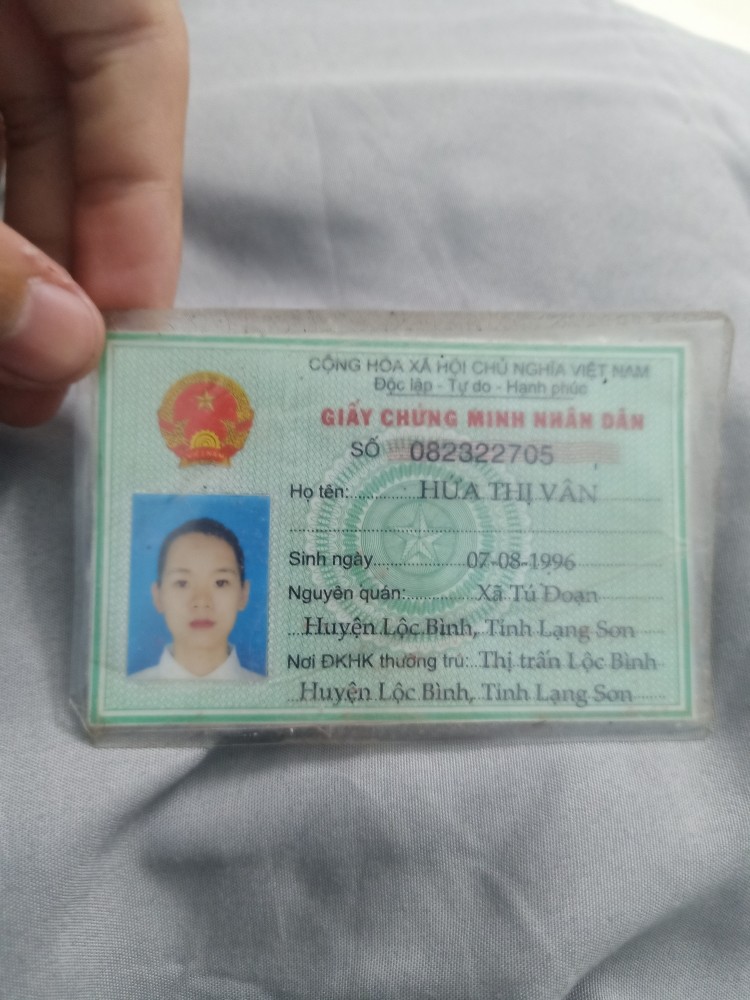 CỘNG HÒA XÃ HỘI CHỦ NGHĨA VIỆT NAM
Độc lập - Tự do - Hạnh phúc
GIẤY CHỨNG MINH NHÂN DÂN
SỐ 082322705
Họ tên: HỨA THỊ VÂN
Sinh ngày 07-08-1996
Nguyên quán: Xã Tú Đoạn
Huyện Lộc Bình, Tỉnh Lạng Sơn
Nơi ĐKHK thường trú: Thị trấn Lộc Bình
Huyện Lộc Bình, Tỉnh Lạng Sơn
VIỆT NAM